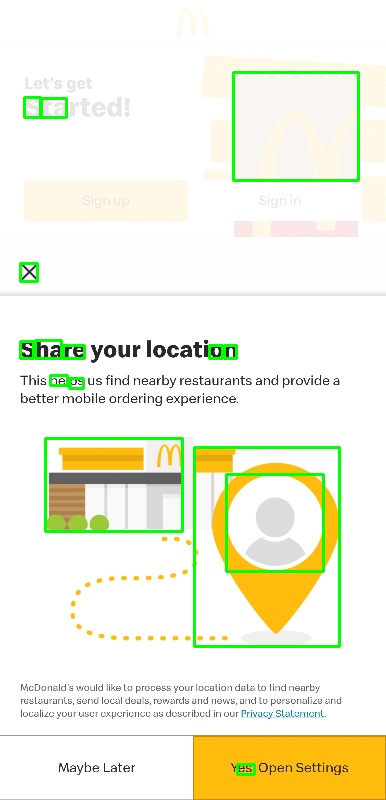 Let's get
Started!
Sign up
Sign in
Share your location
This helps us find nearby restaurants and provide a
better mobile ordering experience.
McDonald's would like to process your location data to find nearby
restaurants, send local deals, rewards and news, and to personalize and
localize your user experience as described in our Privacy Statement.
Maybe Later
Yes Open Settings